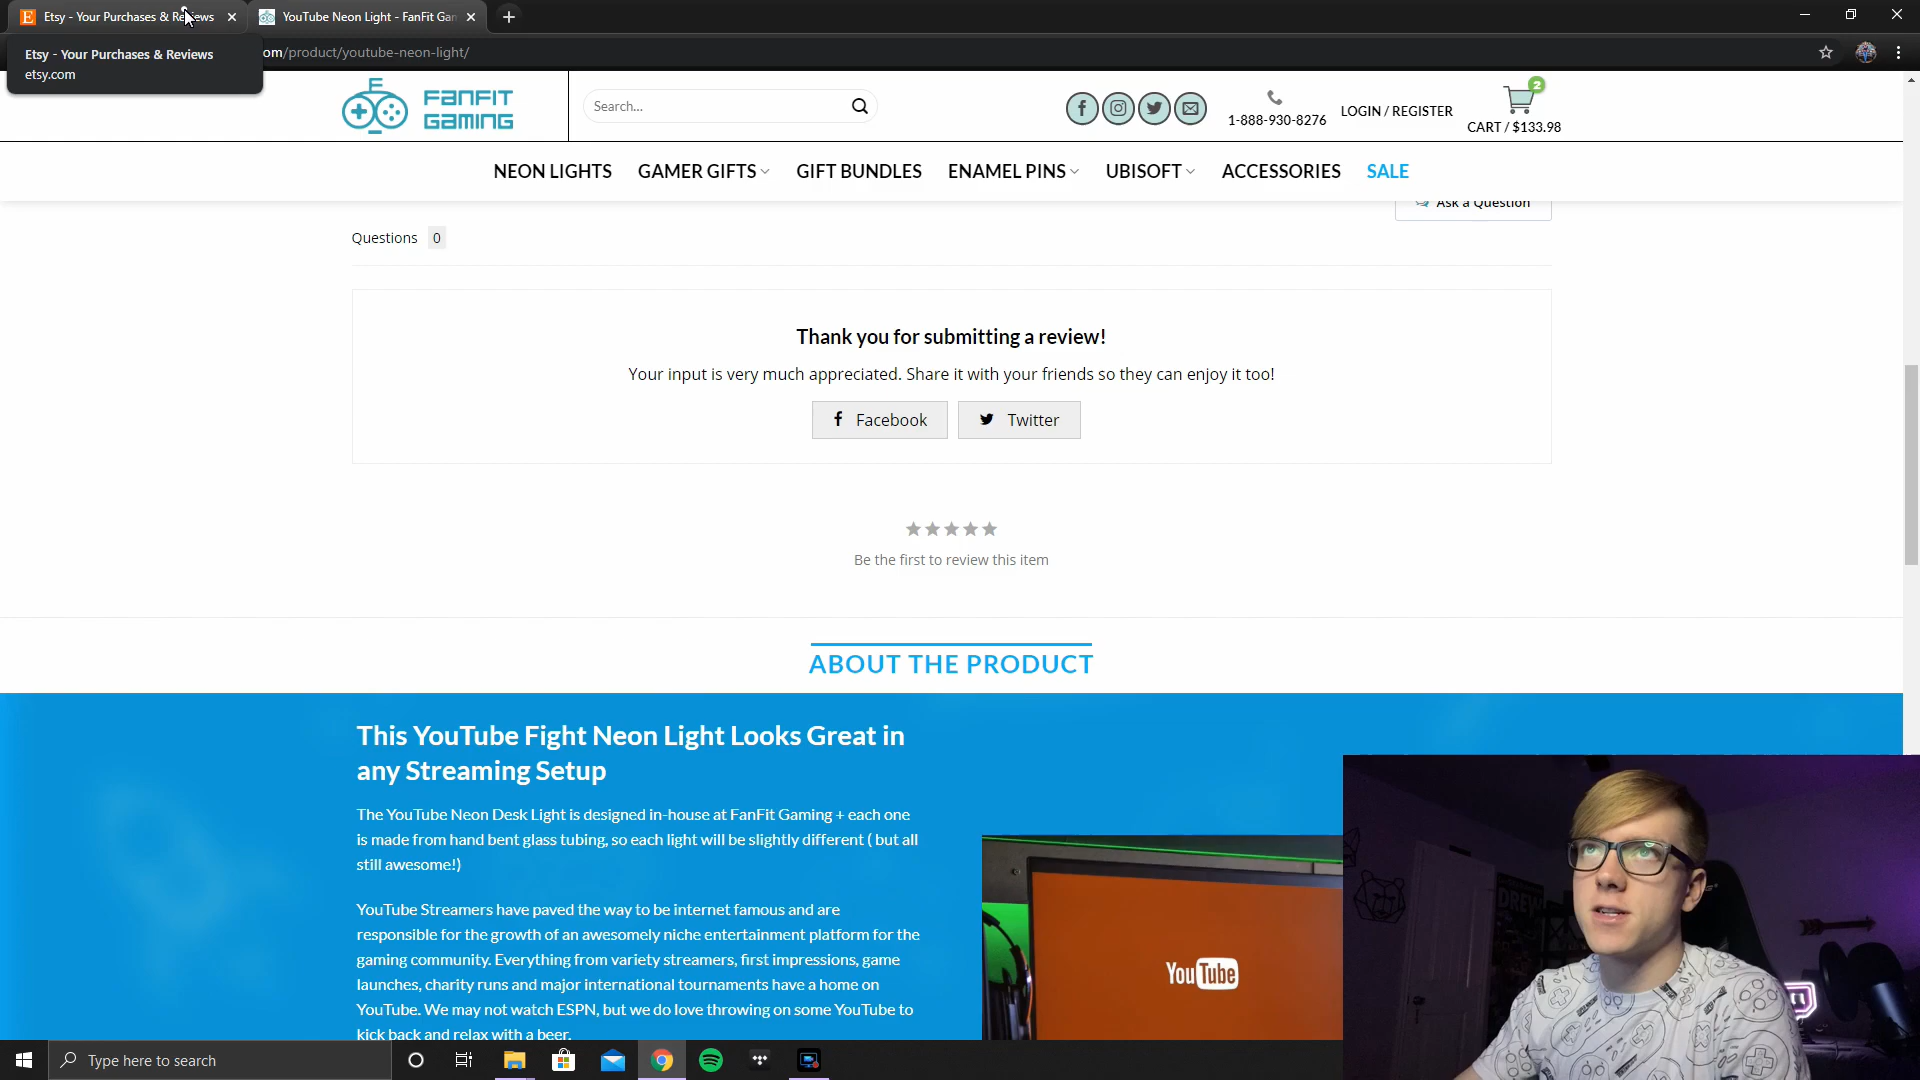 Etsy - Your Purchases & Reviews
YouTube Neon Light - FanFit Gam
Etsy - Your Purchases & Reviews
etsy.com
om/product/youtube-neon-light/
FANFIT
GAMING
Search...
1-888-930-8276
LOGIN / REGISTER
2
CART / $133.98
NEON LIGHTS
GAMER GIFTS
GIFT BUNDLES
ENAMEL PINS
UBISOFT
ACCESSORIES
SALE
Ask a Question
Questions 0
Thank you for submitting a review!
Your input is very much appreciated. Share it with your friends so they can enjoy it too!
Facebook
Twitter
Be the first to review this item
ABOUT THE PRODUCT
This YouTube Fight Neon Light Looks Great in
any Streaming Setup
The YouTube Neon Desk Light is designed in-house at FanFit Gaming + each one
is made from hand bent glass tubing, so each light will be slightly different ( but all
still awesome!)
YouTube Streamers have paved the way to be internet famous and are
responsible for the growth of an awesomely niche entertainment platform for the
gaming community. Everything from variety streamers, first impressions, game
launches, charity runs and major international tournaments have a home on
YouTube. We may not watch ESPN, but we do love throwing on some YouTube to
kick back and relax with a beer.
YouTube
Type here to search